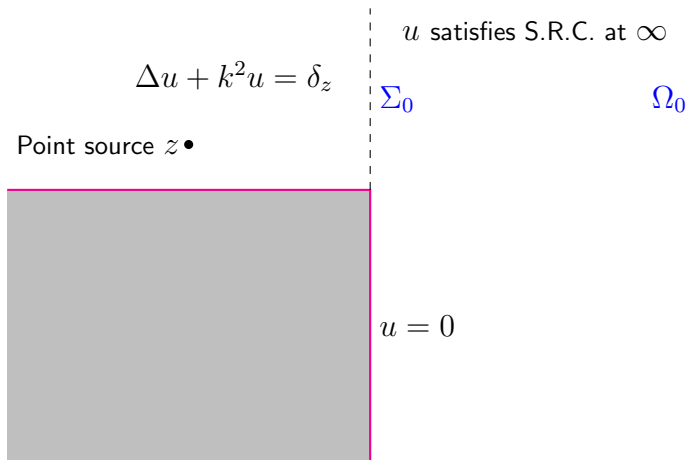 u satisfies S.R.C. at ∞
Δu + k²u = δ_z
Σ₀
Ω₀
Point source z
u = 0